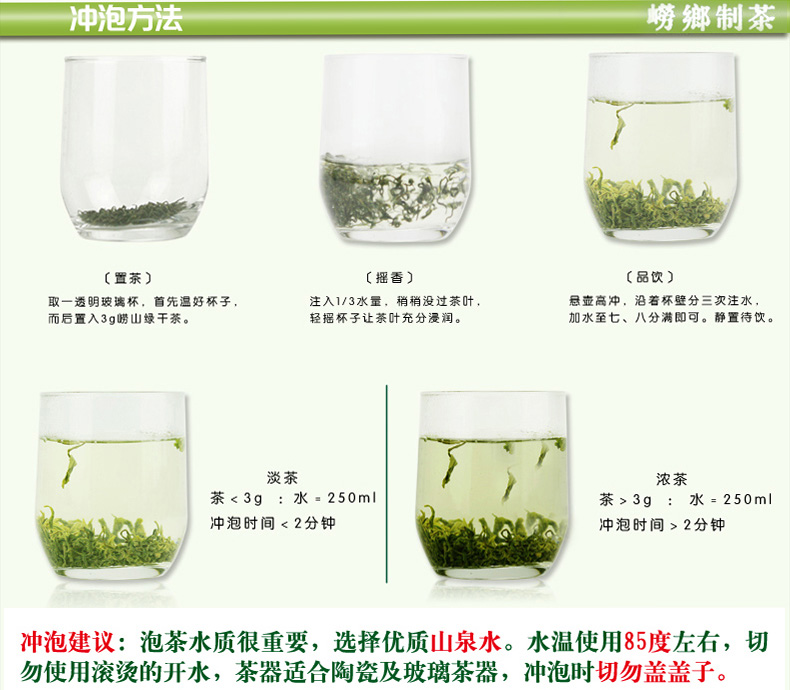 冲泡方法
崂鄉制茶
〔置茶〕
取一透明玻璃杯，首先温好杯子，
而后置入3g崂山绿干茶。
〔摇香〕
注入1/3水量，稍稍没过茶叶，
轻摇杯子让茶叶充分浸润。
〔品饮〕
悬壶高冲，沿着杯壁分三次注水，
加水至七、八分满即可。静置待饮。
淡茶
茶<3g ：水=250ml
冲泡时间<2分钟
浓茶
茶>3g ： 水=250ml
冲泡时间>2分钟
冲泡建议：泡茶水质很重要，选择优质山泉水。水温使用85度左右，切
勿使用滚烫的开水，茶器适合陶瓷及玻璃茶器，冲泡时切勿盖盖子。